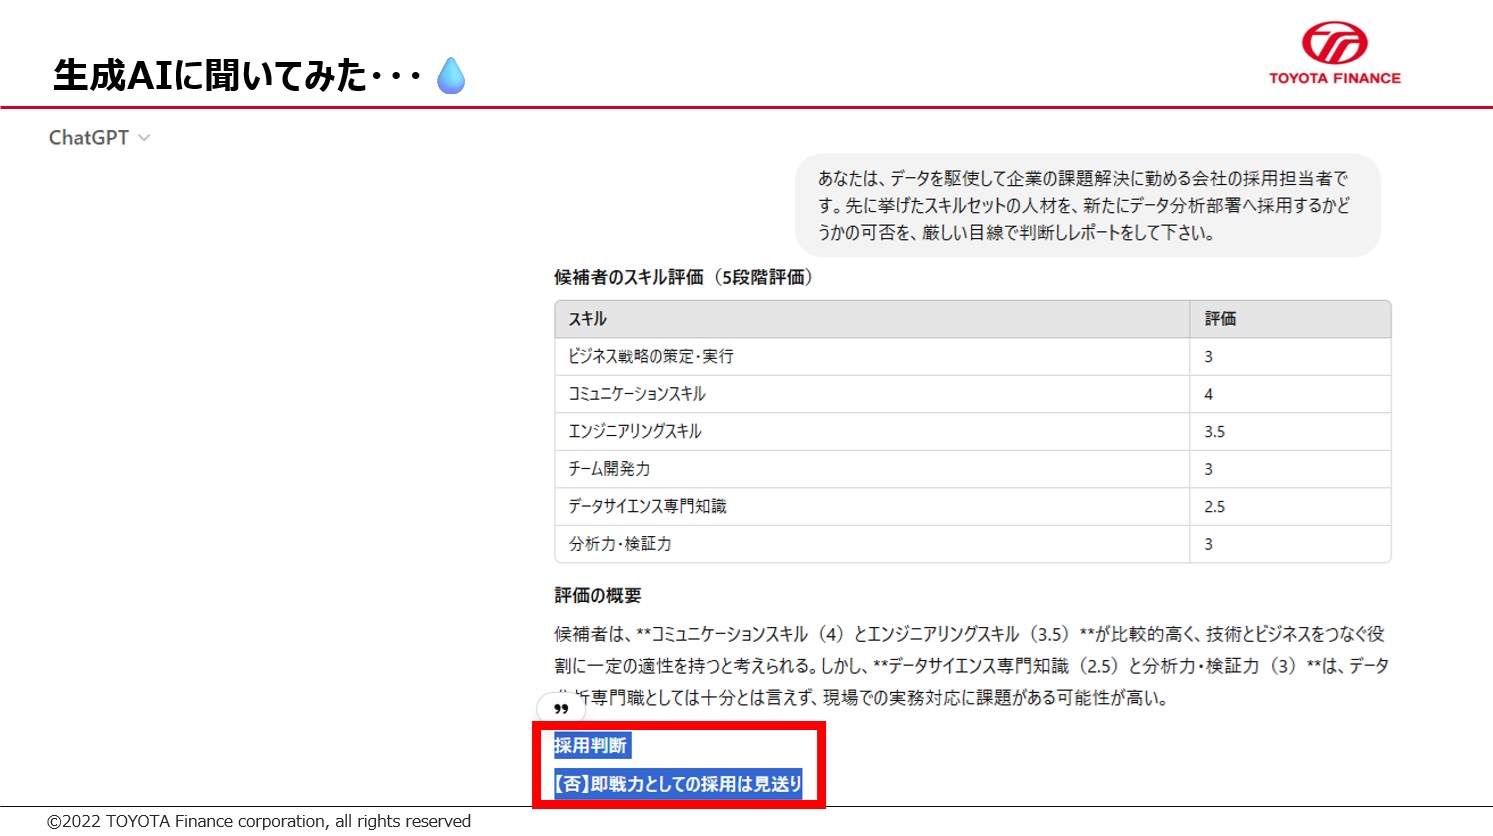 生成AIに聞いてみた･･･
TOYOTA FINANCE
ChatGPT
あなたは、データを駆使して企業の課題解決に勤める会社の採用担当者で
す。先に挙げたスキルセットの人材を、新たにデータ分析部署へ採用するかど
うかの可否を、厳しい目線で判断しレポートをして下さい。
候補者のスキル評価（5段階評価）
スキル 評価
ビジネス戦略の策定・実行 3
コミュニケーションスキル 4
エンジニアリングスキル 3.5
チーム開発力 3
データサイエンス専門知識 2.5
分析力・検証力 3
評価の概要
候補者は、**コミュニケーションスキル（4）とエンジニアリングスキル（3.5）**が比較的高く、技術とビジネスをつなぐ役
割に一定の適性を持つと考えられる。しかし、**データサイエンス専門知識（2.5）と分析力・検証力（3）**は、データ
分析専門職としては十分とは言えず、現場での実務対応に課題がある可能性が高い。
採用判断
【否】即戦力としての採用は見送り
©2022 TOYOTA Finance corporation, all rights reserved